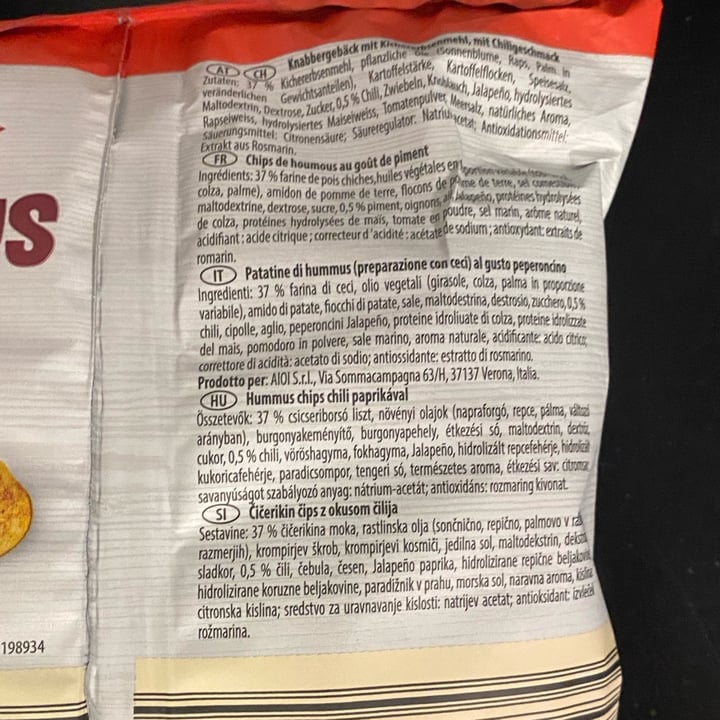 us
198934
AT CH Knabbergebäck mit Kichererbsenmehl, mit Chiligeschmack
Zutaten: 37 % Kichererbsenmehl, pflanzliche Öle (Sonnenblume, Raps, Palm in
veränderlichen Gewichtsanteilen), Kartoffelstärke, Kartoffelflocken, Speisesalz,
Maltodextrin, Dextrose, Zucker, 0,5 % Chili, Zwiebeln, Knoblauch, Jalapeño, hydrolysiertes
Rapseiweiss, hydrolysiertes Maiseiweiss, Tomatenpulver, Meersalz, natürliches Aroma,
Säuerungsmittel: Citronensäure; Säureregulator: Natriumacetat; Antioxidationsmittel:
Extrakt aus Rosmarin.
FR Chips de houmous au goût de piment
Ingrédients: 37 % farine de pois chiches, huiles végétales en
colza, palme), amidon de pomme de terre, flocons de pomme de terre, sel
maltodextrine, dextrose, sucre, 0,5 % piment, oignons, ail, Jalapeño, protéines hydrolysées
de colza, protéines hydrolysées de maïs, tomate en poudre, sel marin, arôme naturel,
acidifiant : acide citrique ; correcteur d'acidité : acétate de sodium ; antioxydant: extraits de
romarin.
IT Patatine di hummus (preparazione con ceci) al gusto peperoncino
Ingredienti: 37 % farina di ceci, olio vegetali (girasole, colza, palma in proporzione
variabile), amido di patate, fiocchi di patate, sale, maltodestrina, destrosio, zucchero, 0,5 %
chili, cipolle, aglio, peperoncini Jalapeño, proteine idroliuate di colza, proteine idrolizzate
del mais, pomodoro in polvere, sale marino, aroma naturale, acidificante: acido citrico;
correttore di acidità: acetato di sodio; antiossidante: estratto di rosmarino.
Prodotto per: AIOI S.r.l., Via Sommacampagna 63/H, 37137 Verona, Italia.
HU Hummus chips chili paprikával
Összetevők: 37 % csicseriborsó liszt, növényi olajok (napraforgó, repce, pálma, változó
arányban), burgonyakeményítő, burgonyapehely, étkezési só, maltodextrin, dextróz,
cukor, 0,5 % chili, vöröshagyma, fokhagyma, Jalapeño, hidrolizált repcefehérje, hidrolizált
kukoricafehérje, paradicsompor, tengeri só, természetes aroma, étkezési sav: citromsav
savanyúságot szabályozó anyag: nátrium-acetát; antioxidáns: rozmaring kivonat.
SI Čičerikin čips z okusom čilija
Sestavine: 37 % čičerikina moka, rastlinska olja (sončnično, repično, palmovo v
razmerjih), krompirjev škrob, krompirjevi kosmiči, jedilna sol, maltodekstrin,
sladkor, 0,5 % čili, čebula, česen, Jalapeño paprika, hidrolizirane repične beljakovine,
hidrolizirane koruzne beljakovine, paradižnik v prahu, morska sol, naravna aroma, kislina
citronska kislina; sredstvo za uravnavanje kislosti: natrijev acetat; antioksidant: izvleček
rožmarina.